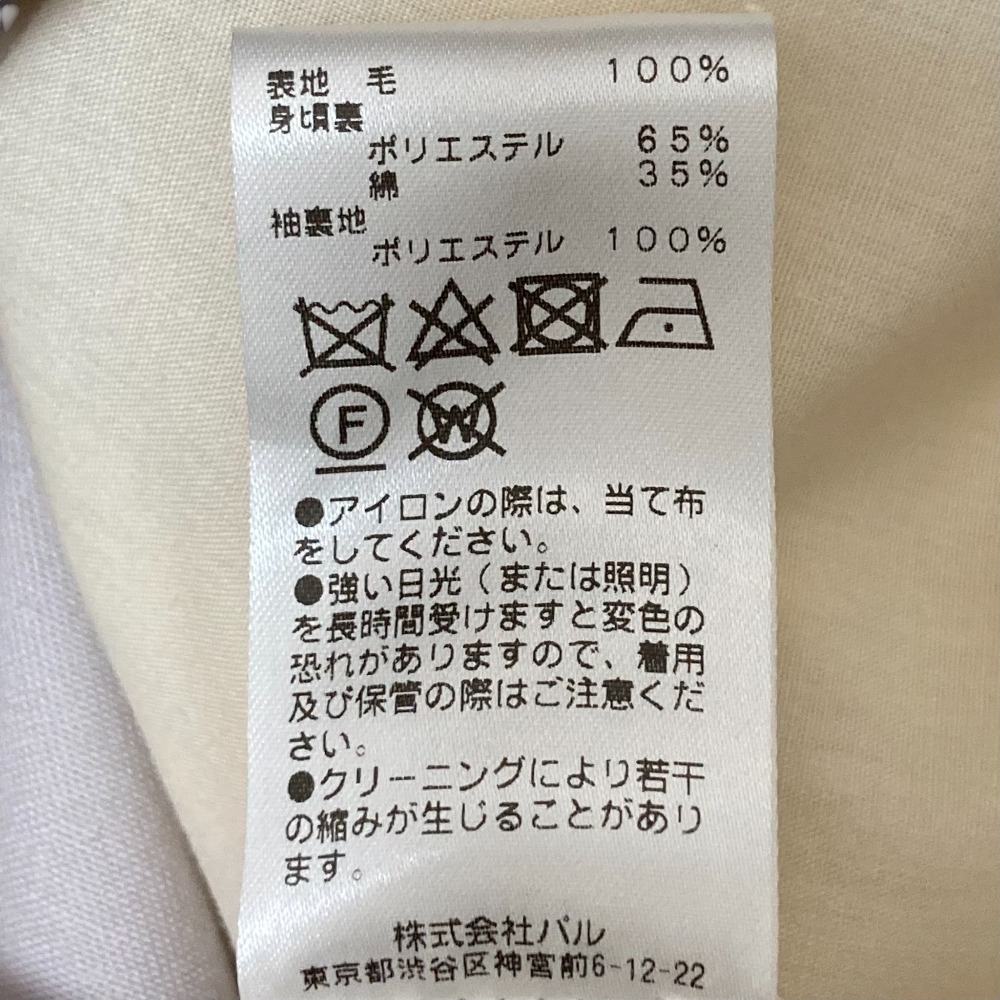 表地 毛 100%
身頃裏
ポリエステル 65%
綿 35%
袖裏地
ポリエステル 100%
F W
●アイロンの際は、当て布
をしてください。
●強い日光(または照明)
を長時間受けますと変色の
恐れがありますので、着用
及び保管の際はご注意くだ
さい。
●クリーニングにより若干
の縮みが生じることがあり
ます。
株式会社パル
東京都渋谷区神宮前6-12-22